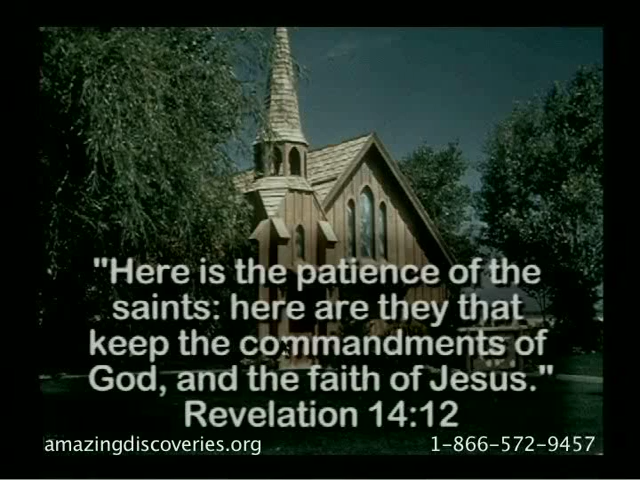 "Here is the patience of the
saints: here are they that
keep the commandments of
God, and the faith of Jesus."
Revelation 14:12
amazingdiscoveries.org 1-866-572-9457